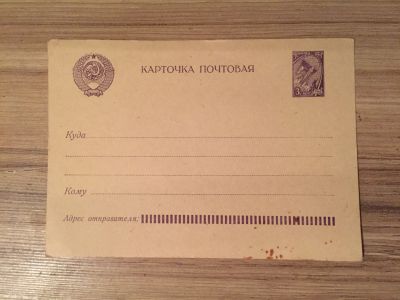 КАРТОЧКА ПОЧТОВАЯ
Куда
Кому
Адрес отправителя: